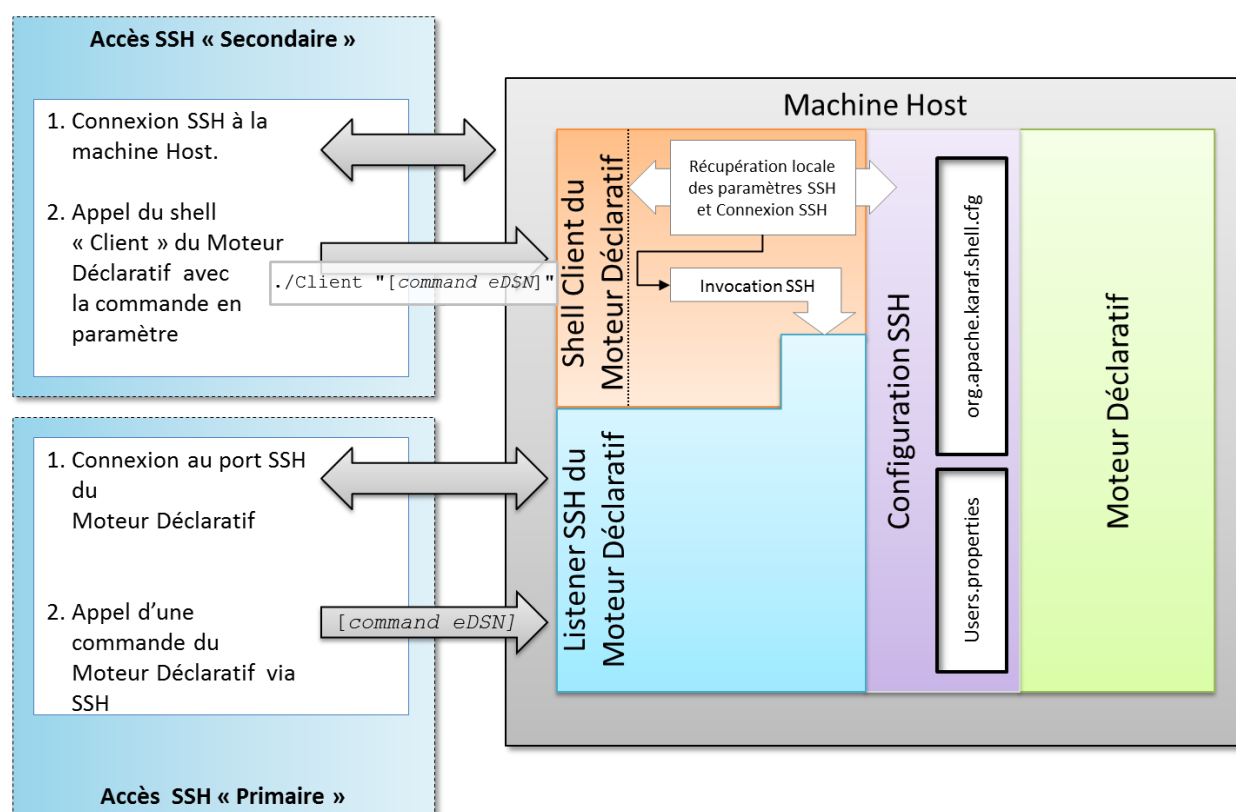 Accès SSH « Secondaire »
1. Connexion SSH à la
machine Host.
2. Appel du shell
« Client » du Moteur
Déclaratif avec
la commande en
paramètre
./Client "[command eDSN]"
Machine Host
Shell Client du
Moteur Déclaratif
Récupération locale
des paramètres SSH
et Connexion SSH
Invocation SSH
Configuration SSH
org.apache.karaf.shell.cfg
Users.properties
Moteur Déclaratif
Listener SSH du
Moteur Déclaratif
1. Connexion au port SSH
du
Moteur Déclaratif
2. Appel d’une
commande du
Moteur Déclaratif via
SSH
[command eDSN]
Accès SSH « Primaire »